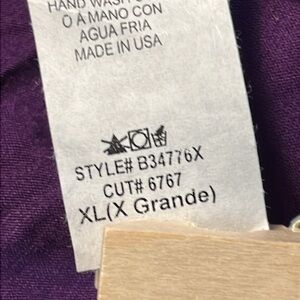 HAND WASH
O A MANO CON
AGUA FRIA
MADE IN USA
STYLE# B34776X
CUT# 6767
XL(X Grande)